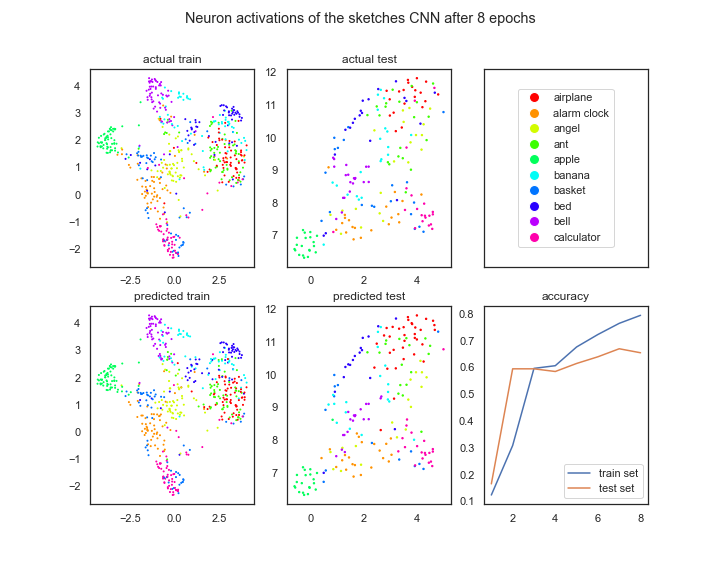 Neuron activations of the sketches CNN after 8 epochs
actual train
actual test
4
3
2
1
0
−1
−2
−2.5 0.0 2.5
12
11
10
9
8
7
0 2 4
airplane
alarm clock
angel
ant
apple
banana
basket
bed
bell
calculator
predicted train
predicted test
accuracy
4
3
2
1
0
−1
−2
−2.5 0.0 2.5
12
11
10
9
8
7
0 2 4
0.8
0.7
0.6
0.5
0.4
0.3
0.2
0.1
train set
test set
2 4 6 8